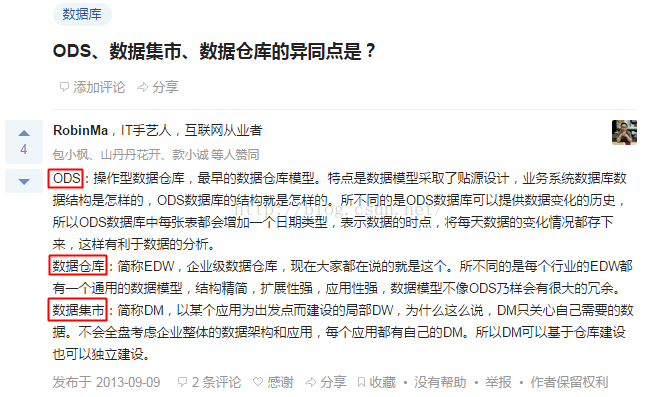 数据库
ODS、数据集市、数据仓库的异同点是？
添加评论 分享
4
RobinMa，IT手艺人，互联网从业者
包小枫、山丹丹花开、款小诚 等人赞同
ODS：操作型数据仓库，最早的数据仓库模型。特点是数据模型采取了贴源设计，业务系统数据库数
据结构是怎样的，ODS数据库的结构就是怎样的。所不同的是ODS数据库可以提供数据变化的历史，
所以ODS数据库中每张表都会增加一个日期类型，表示数据的时点，将每天数据的变化情况都存下
来，这样有利于数据的分析。
http://blog.csdn.net/
数据仓库：简称EDW，企业级数据仓库，现在大家都在说的就是这个。所不同的是每个行业的EDW都
有一个通用的数据模型，结构精简，扩展性强，应用性强，数据模型不像ODS乃样会有很大的冗余。
数据集市：简称DM，以某个应用为出发点而建设的局部DW，为什么这么说，DM只关心自己需要的数
据。不会全盘考虑企业整体的数据架构和应用，每个应用都有自己的DM。所以DM可以基于仓库建设
也可以独立建设。
发布于 2013-09-09 2 条评论 感谢 分享 收藏 • 没有帮助 • 举报 • 作者保留权利